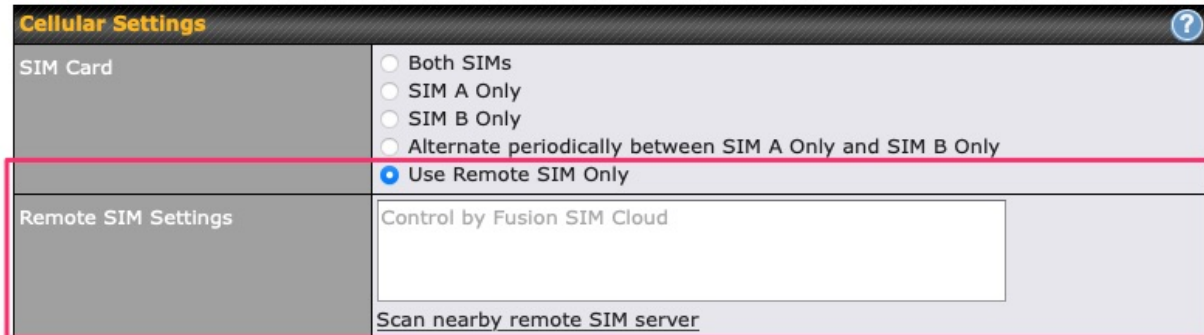 Cellular Settings
?
SIM Card
Both SIMs
SIM A Only
SIM B Only
Alternate periodically between SIM A Only and SIM B Only
Use Remote SIM Only
Remote SIM Settings
Control by Fusion SIM Cloud
Scan nearby remote SIM server